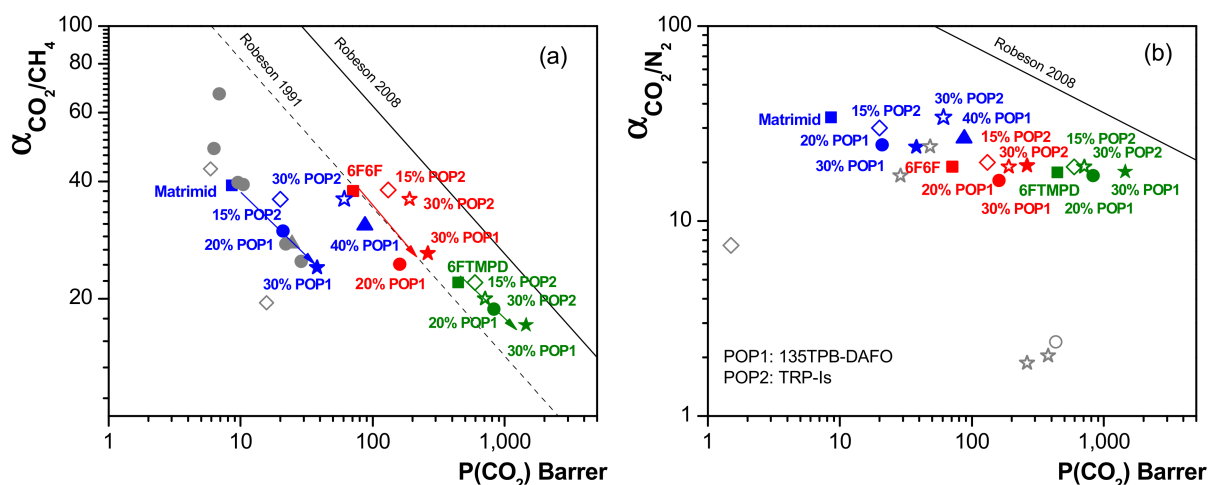 100
80
60
40
20
1
10
100
1,000
αCO₂/CH₄
P(CO₂) Barrer
(a)
Robeson 1991
Robeson 2008
Matrimid
30% POP2
15% POP2
20% POP1
30% POP1
40% POP1
6F6F
15% POP2
30% POP2
30% POP1
20% POP1
6FTMPD
15% POP2
30% POP2
20% POP1
30% POP1
100
10
1
1
10
100
1,000
αCO₂/N₂
P(CO₂) Barrer
(b)
Robeson 2008
Matrimid
15% POP2
30% POP2
40% POP1
20% POP1
30% POP1
15% POP2
30% POP2
6F6F
20% POP1
30% POP1
15% POP2
30% POP2
6FTMPD
30% POP1
20% POP1
POP1: 135TPB-DAFO
POP2: TRP-Is